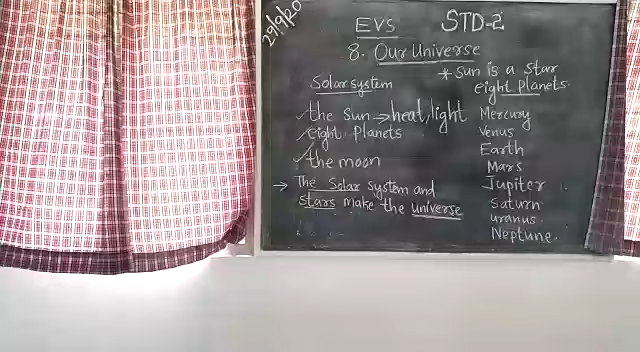 29/9/20
EVS STD-2
8. Our Universe
* Sun is a star
Solar system
the sun → heat, light
eight planets
the moon
→ The Solar system and
stars make the universe
eight planets.
Mercury
Venus
Earth
Mars
Jupiter
Saturn
uranus
Neptune.